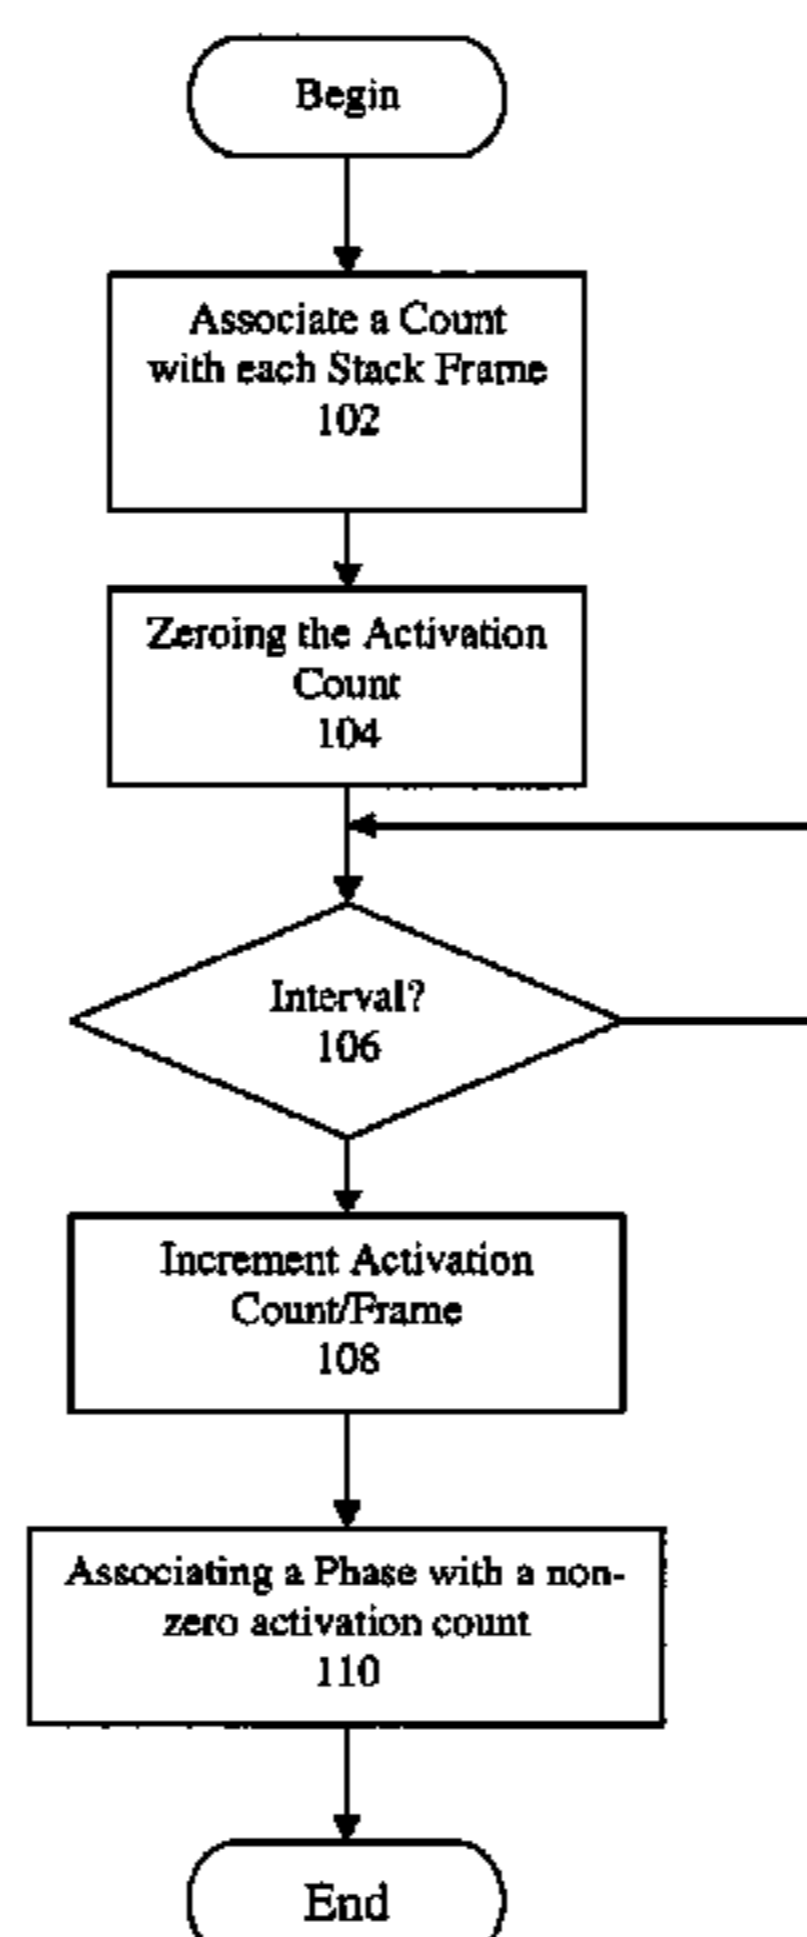 Begin
Associate a Count
with each Stack Frame
102
Zeroing the Activation
Count
104
Interval?
106
Increment Activation
Count/Frame
108
Associating a Phase with a non-
zero activation count
110
End